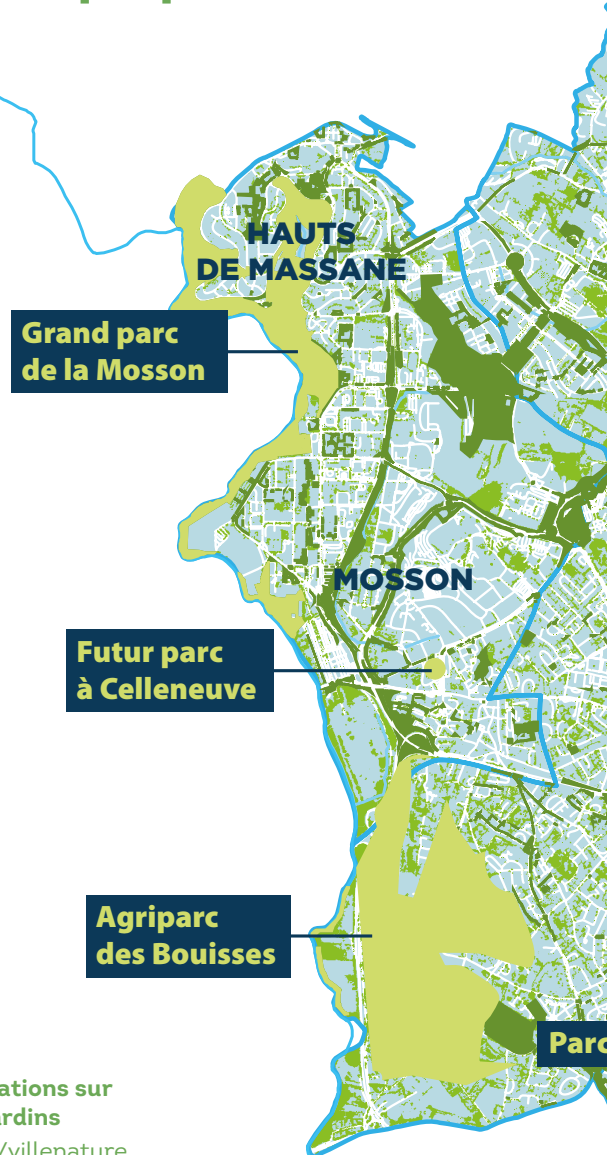 HAUTS
DE MASSANE
Grand parc
de la Mosson
MOSSON
Futur parc
à Celleneuve
Agriparc
des Bouisses
Parc
ations sur
ardins
/villenature